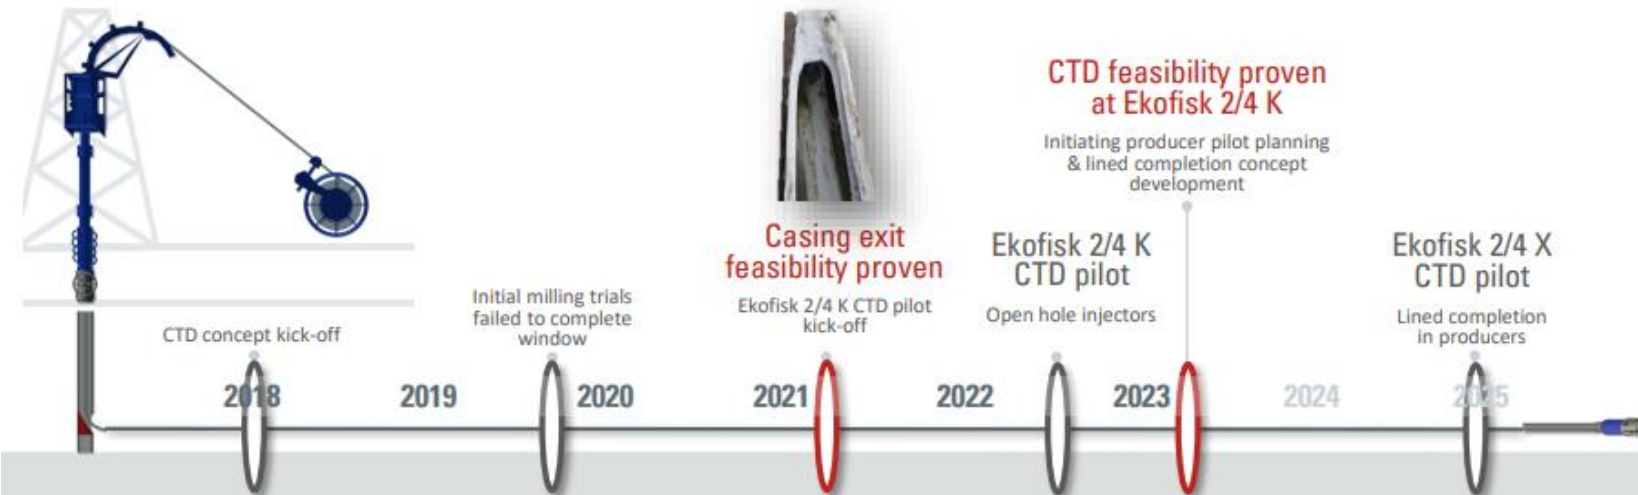 CTD feasibility proven
at Ekofisk 2/4 K
Initiating producer pilot planning
& lined completion concept
development
Casing exit
feasibility proven
Ekofisk 2/4 K CTD pilot
kick-off
Ekofisk 2/4 K
CTD pilot
Open hole injectors
Ekofisk 2/4 X
CTD pilot
Lined completion
in producers
Initial milling trials
failed to complete
window
CTD concept kick-off
2018
2019
2020
2021
2022
2023
2024
2025